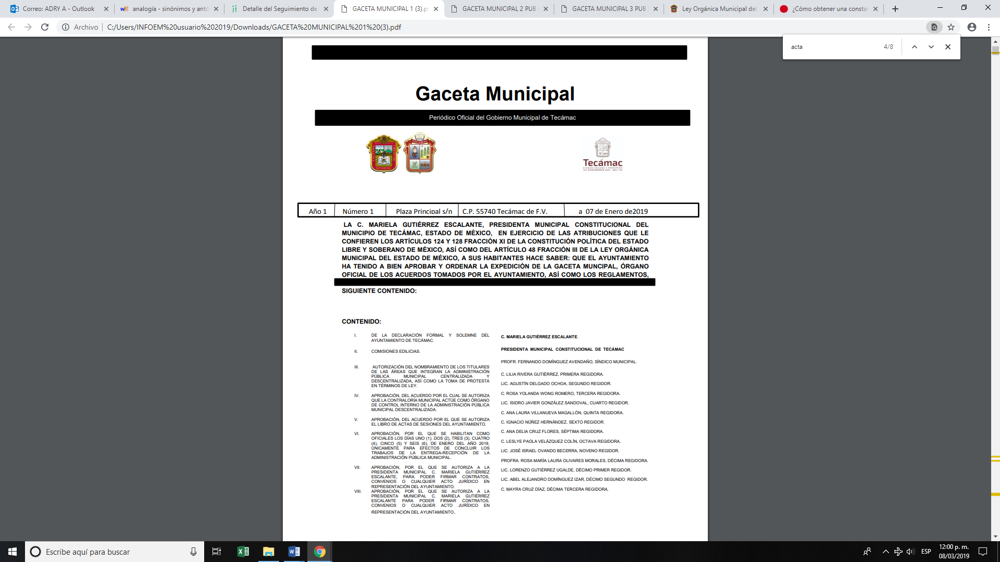 Correo: ADRY A - Outlook
analogía - sinónimos y antó
Detalle del Seguimiento de
GACETA MUNICIPAL 1 (3).p
GACETA MUNICIPAL 2 PUB
GACETA MUNICIPAL 3 PUB
Ley Orgánica Municipal del
¿Cómo obtener una consta
Archivo
C:/Users/INFOEM%20usuario%202019/Downloads/GACETA%20MUNICIPAL%201%20(3).pdf
acta
4/8
Gaceta Municipal
Periódico Oficial del Gobierno Municipal de Tecámac
TECAMAC
Tecámac
CIUDAD SEGURA Y PRÓSPERA
AYUNTAMIENTO 2019 - 2021
Año 1 Número 1 Plaza Principal s/n C.P. 55740 Tecámac de F.V. a 07 de Enero de2019
LA C. MARIELA GUTIÉRREZ ESCALANTE, PRESIDENTA MUNICIPAL CONSTITUCIONAL DEL
MUNICIPIO DE TECÁMAC, ESTADO DE MÉXICO, EN EJERCICIO DE LAS ATRIBUCIONES QUE LE
CONFIEREN LOS ARTÍCULOS 124 Y 128 FRACCIÓN XI DE LA CONSTITUCIÓN POLÍTICA DEL ESTADO
LIBRE Y SOBERANO DE MÉXICO, ASÍ COMO DEL ARTÍCULO 48 FRACCIÓN III DE LA LEY ORGÁNICA
MUNICIPAL DEL ESTADO DE MÉXICO, A SUS HABITANTES HACE SABER: QUE EL AYUNTAMIENTO
HA TENIDO A BIEN APROBAR Y ORDENAR LA EXPEDICIÓN DE LA GACETA MUNCIPAL, ÓRGANO
OFICIAL DE LOS ACUERDOS TOMADOS POR EL AYUNTAMIENTO, ASÍ COMO LOS REGLAMENTOS,
SIGUIENTE CONTENIDO:
CONTENIDO:
I. DE LA DECLARACIÓN FORMAL Y SOLEMNE DEL
AYUNTAMIENTO DE TECÁMAC.
II. COMISIONES EDILICIAS.
III. AUTORIZACIÓN DEL NOMBRAMIENTO DE LOS TITULARES
DE LAS ÁREAS QUE INTEGRAN LA ADMINISTRACIÓN
PÚBLICA MUNICIPAL CENTRALIZADA Y
DESCENTRALIZADA, ASÍ COMO LA TOMA DE PROTESTA
EN TÉRMINOS DE LEY.
IV. APROBACIÓN, DEL ACUERDO POR EL CUAL SE AUTORIZA
QUE LA CONTRALORÍA MUNICIPAL ACTÚE COMO ÓRGANO
DE CONTROL INTERNO DE LA ADMINISTRACIÓN PÚBLICA
MUNICIPAL DESCENTRALIZADA.
V. APROBACIÓN, DEL ACUERDO POR EL QUE SE AUTORIZA
EL LIBRO DE ACTAS DE SESIONES DEL AYUNTAMIENTO.
VI. APROBACIÓN, POR EL QUE SE HABILITAN COMO
OFICIALES LOS DÍAS UNO (1), DOS (2), TRES (3), CUATRO
(4), CINCO (5) Y SEIS (6), DE ENERO DEL AÑO 2019,
ÚNICAMENTE PARA EFECTOS DE CONCLUIR LOS
TRABAJOS DE LA ENTREGA-RECEPCIÓN DE LA
ADMINISTRACIÓN PÚBLICA MUNICIPAL.
VII. APROBACIÓN, POR EL QUE SE AUTORIZA A LA
PRESIDENTA MUNICIPAL C. MARIELA GUTIÉRREZ
ESCALANTE, PARA PODER FIRMAR CONTRATOS,
CONVENIOS O CUALQUIER ACTO JURÍDICO EN
REPRESENTACIÓN DEL AYUNTAMIENTO.
VIII. APROBACIÓN, POR EL QUE SE AUTORIZA A LA
PRESIDENTA MUNICIPAL C. MARIELA GUTIÉRREZ
ESCALANTE PARA PODER FIRMAR CONTRATOS,
CONVENIOS O CUALQUIER ACTO JURÍDICO EN
REPRESENTACIÓN DEL AYUNTAMIENTO.
C. MARIELA GUTIÉRREZ ESCALANTE.
PRESIDENTA MUNICIPAL CONSTITUCIONAL DE TECÁMAC
PROFR. FERNANDO DOMÍNGUEZ AVENDAÑO, SÍNDICO MUNICIPAL.
C. LILIA RIVERA GUTIÉRREZ, PRIMERA REGIDORA.
LIC. AGUSTÍN DELGADO OCHOA, SEGUNDO REGIDOR.
C. ROSA YOLANDA WONG ROMERO, TERCERA REGIDORA.
LIC. ISIDRO JAVIER GONZÁLEZ SANDOVAL, CUARTO REGIDOR.
C. ANA LAURA VILLANUEVA MAGALLÓN, QUINTA REGIDORA.
C. IGNACIO NÚÑEZ HERNÁNDEZ, SEXTO REGIDOR.
C. ANA DELIA CRUZ FLORES, SÉPTIMA REGIDORA.
C. LESLYE PAOLA VELÁZQUEZ COLÍN, OCTAVA REGIDORA.
LIC. JOSÉ ISRAEL OVANDO BECERRA, NOVENO REGIDOR.
PROFRA. ROSA MARÍA LAURA OLIVARES MORALES, DÉCIMA REGIDORA.
LIC. LORENZO GUTIÉRREZ UGALDE, DÉCIMO PRIMER REGIDOR.
LIC. ABEL ALEJANDRO DOMÍNGUEZ IZAR, DÉCIMO SEGUNDO REGIDOR.
C. MAYRA CRUZ DÍAZ, DÉCIMA TERCERA REGIDORA.
Escribe aquí para buscar
ESP
12:00 p. m.
08/03/2019